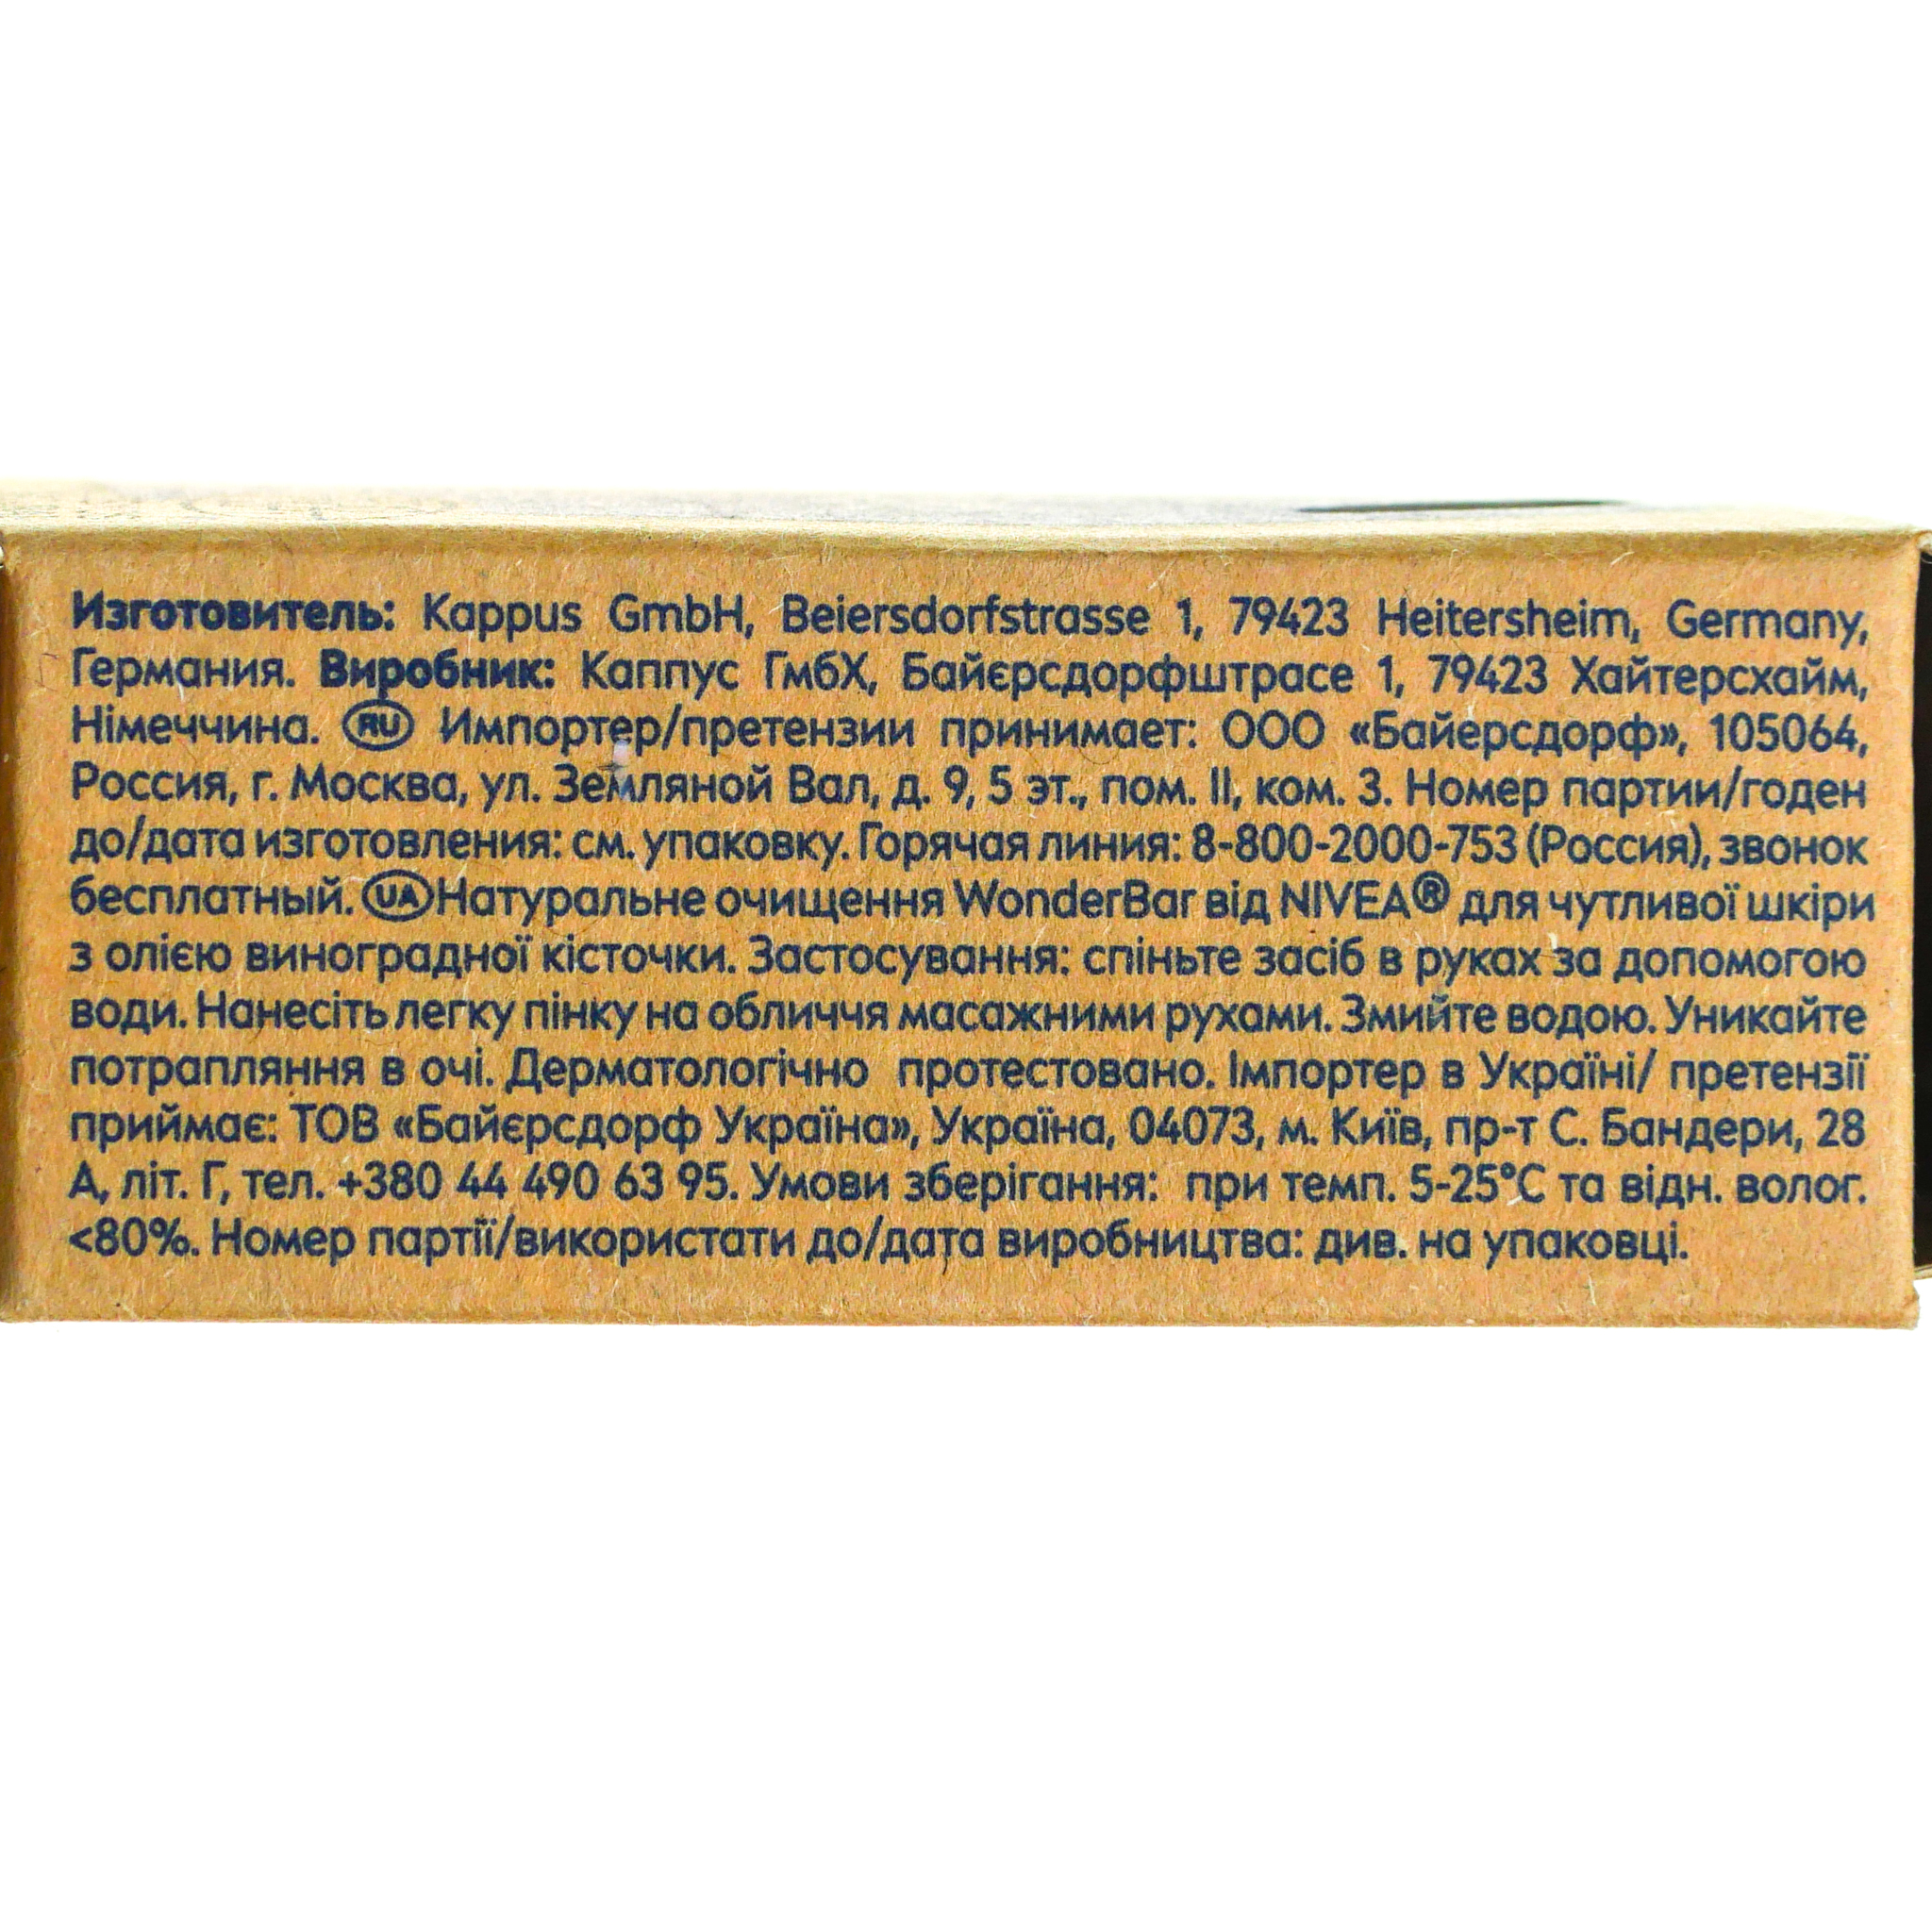 Изготовитель: Kappus GmbH, Beiersdorfstrasse 1, 79423 Heitersheim, Germany,
Германия. Виробник: Каппус ГмбХ, Байєрсдорфштрасе 1, 79423 Хайтерсхайм,
Німеччина. RU Импортер/претензии принимает: ООО «Байерсдорф», 105064,
Россия, г. Москва, ул. Земляной Вал, д. 9, 5 эт., пом. II, ком. 3. Номер партии/годен
до/дата изготовления: см. упаковку. Горячая линия: 8-800-2000-753 (Россия), звонок
бесплатный. UA Натуральне очищення WonderBar від NIVEA® для чутливої шкіри
з олією виноградної кісточки. Застосування: спіньте засіб в руках за допомогою
води. Нанесіть легку пінку на обличчя масажними рухами. Змийте водою. Уникайте
потрапляння в очі. Дерматологічно протестовано. Імпортер в Україні/ претензії
приймає: ТОВ «Байєрсдорф Україна», Україна, 04073, м. Київ, пр-т С. Бандери, 28
А, літ. Г, тел. +380 44 490 63 95. Умови зберігання: при темп. 5-25°C та відн. волог.
<80%. Номер партії/використати до/дата виробництва: див. на упаковці.